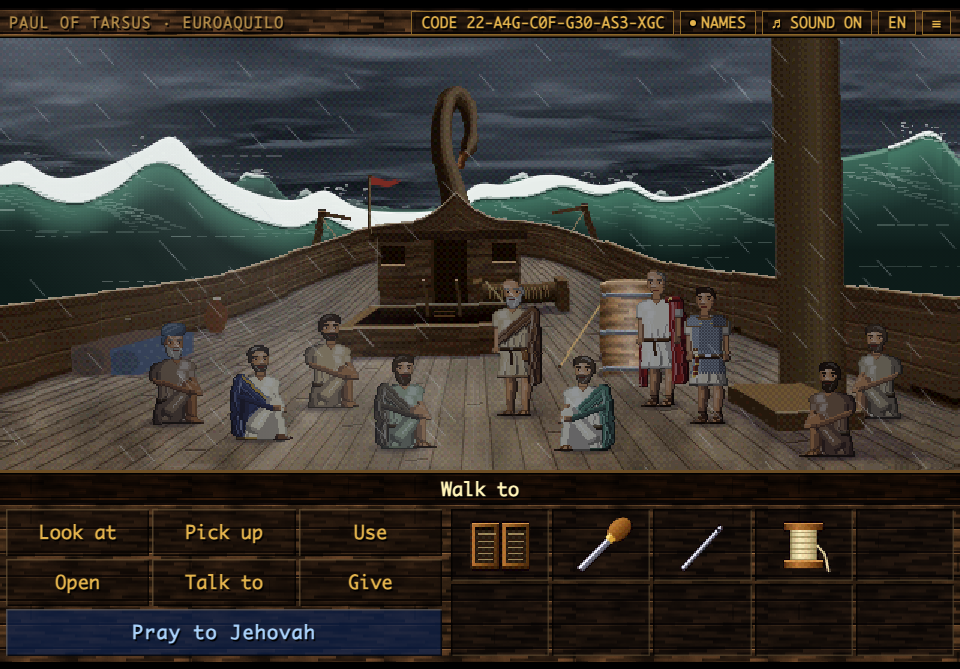 PAUL OF TARSUS · EUROAQUILO
CODE 22-A4G-C0F-G30-AS3-XGC
• NAMES
♬ SOUND ON
EN
≡
Walk to
Look at
Pick up
Use
Open
Talk to
Give
Pray to Jehovah